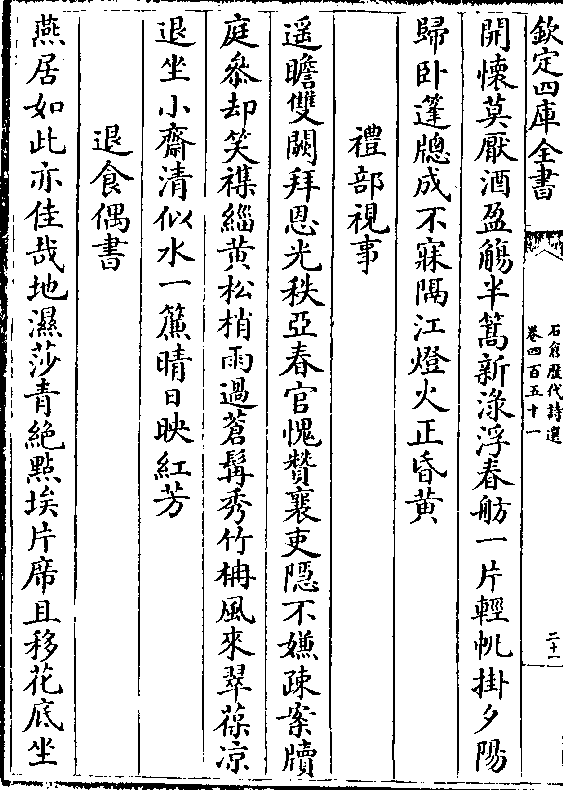 欽定四庫全書
石倉歷代詩選
卷四百五十一
二十一
開懷莫厭酒盈觴半篙新淥浮春舫一片輕帆掛夕陽
歸卧篷牕成不寐隔江燈火正昏黄
禮部視事
遥瞻雙闕拜恩光秩亞春官愧贊襄吏隠不嫌疎案牘
庭叅却笑襍緇黄松梢雨過蒼髯秀竹柟風來翠葆凉
退坐小齋清似水一簾晴日映紅芳
退食偶書
燕居如此亦佳哉地濕莎青絶點埃片席且移花底坐